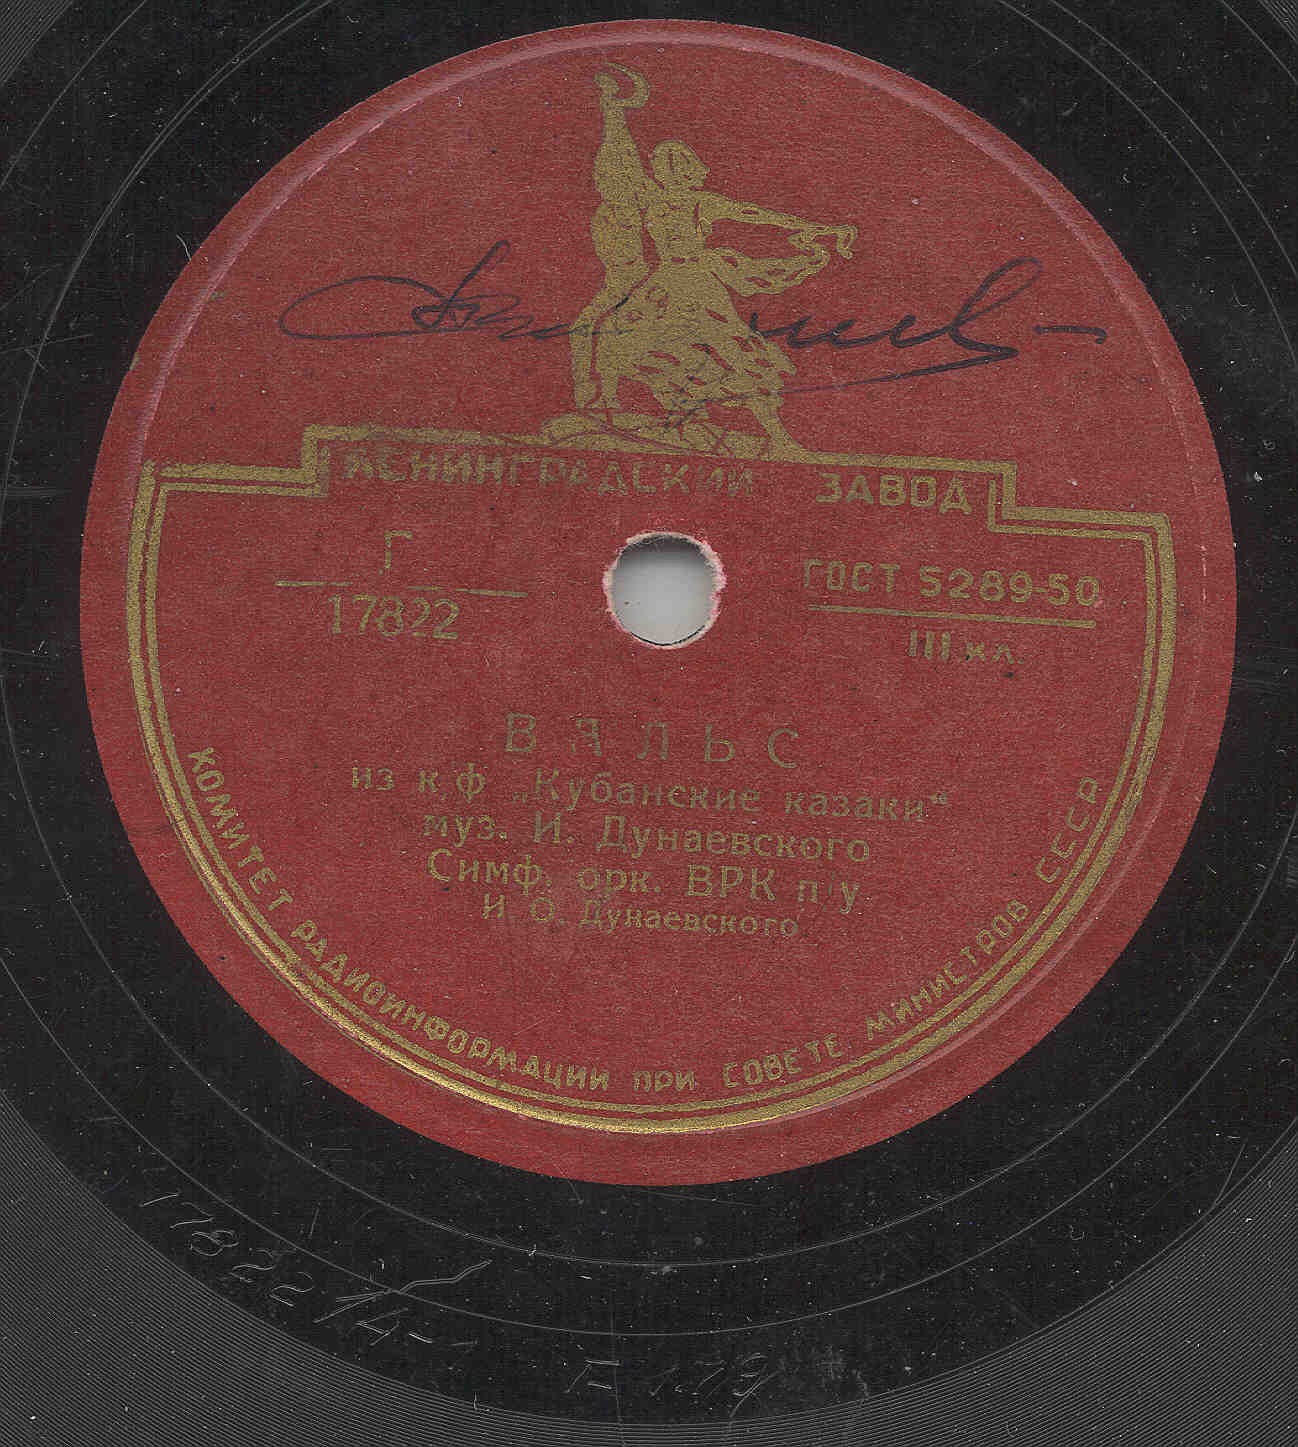 ЛЕНИНГРАДСКИЙ ЗАВОД
Г
17822
ГОСТ 5289-50
III кл.
ВАЛЬС
из к/ф „Кубанские казаки“
муз. И. Дунаевского
Симф. орк. ВРК п/у
И. О. Дунаевского
КОМИТЕТ РАДИОИНФОРМАЦИИ ПРИ СОВЕТЕ МИНИСТРОВ СССР